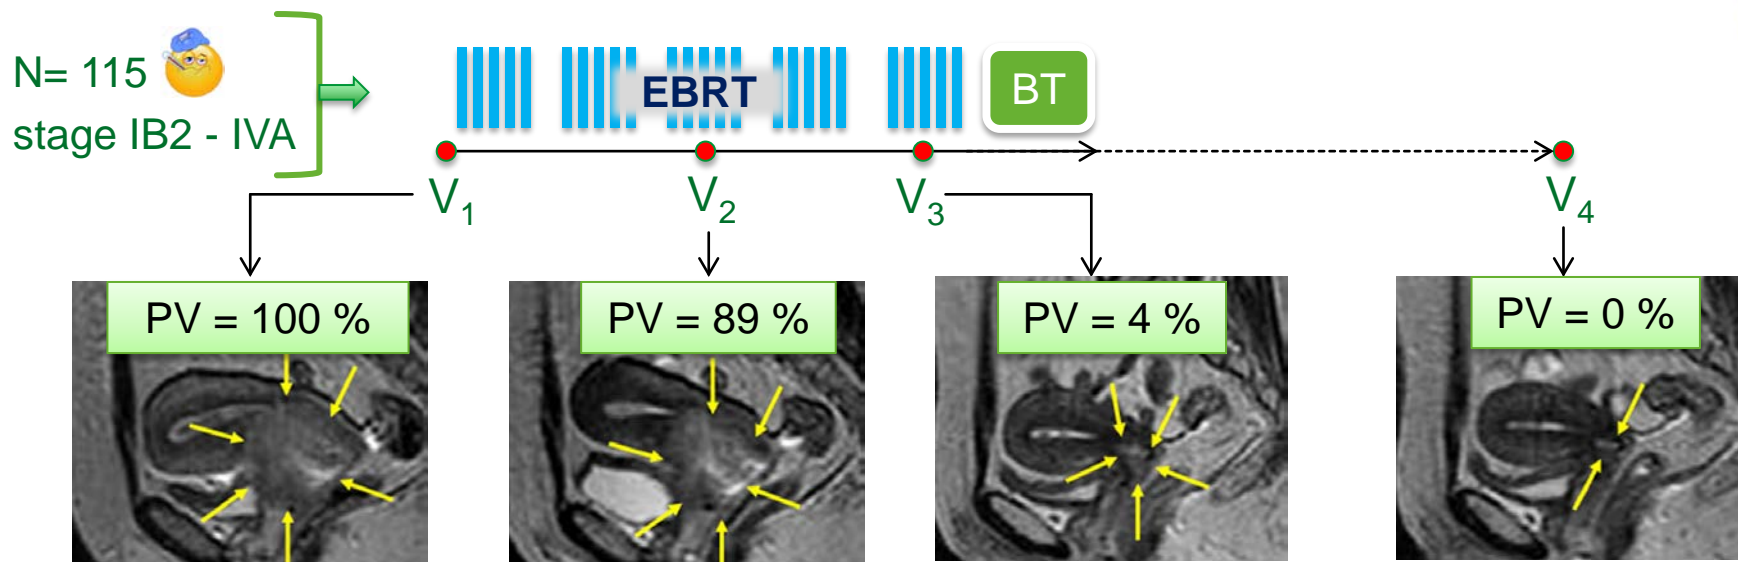 N= 115
stage IB2 - IVA
EBRT
BT
V1
V2
V3
V4
PV = 100 %
PV = 89 %
PV = 4 %
PV = 0 %